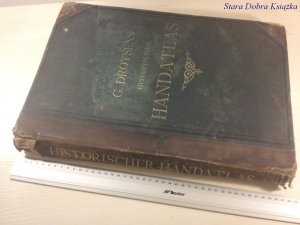 Stara Dobra Książka
G. DROYSENS
HISTORISCHER
HANDATLAS
HISTORISCHER HANDATLAS